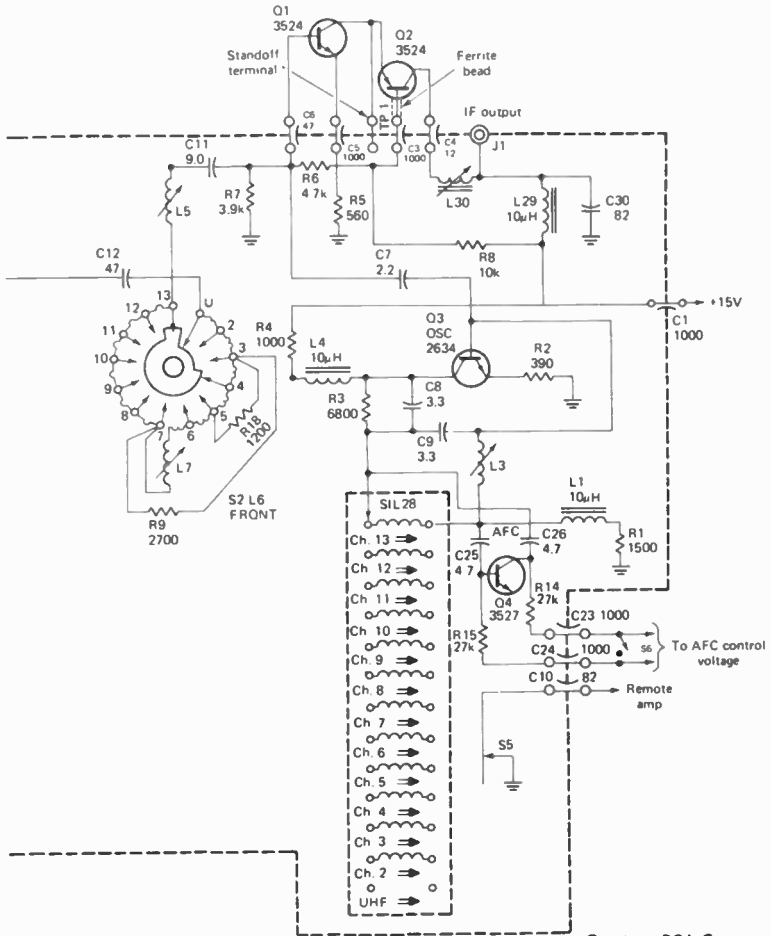 Q1
3524
Q2
3524
Standoff
terminal
Ferrite
bead
TP 1
IF output
J1
C6
47
C5
1000
C3
1000
C4
12
C11
9.0
L5
R7
3.9k
R6
4.7k
R5
560
L30
L29
10μH
C30
82
C12
47
C7
2.2
R8
10k
+15V
C1
1000
13
U
12
2
11
3
10
4
9
5
8
6
7
R18
1200
L7
R9
2700
S2 L6
FRONT
R4
1000
L4
10μH
Q3
OSC
2634
R2
390
R3
6800
C8
3.3
C9
3.3
L3
L1
10μH
R1
1500
SIL28
AFC
C25
4.7
C26
4.7
Q4
3527
R14
27k
R15
27k
C23 1000
C24 1000
S6
To AFC control
voltage
C10 82
Remote
amp
S5
Ch. 13
Ch 12
Ch 11
Ch 10
Ch. 9
Ch. 8
Ch. 7
Ch. 6
Ch. 5
Ch. 4
Ch. 3
Ch. 2
UHF